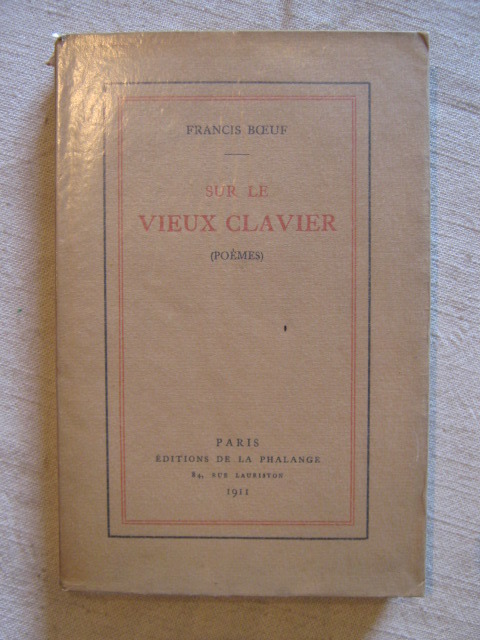 FRANCIS BŒUF
SUR LE
VIEUX CLAVIER
(POÈMES)
PARIS
ÉDITIONS DE LA PHALANGE
84, RUE LAURISTON
1911